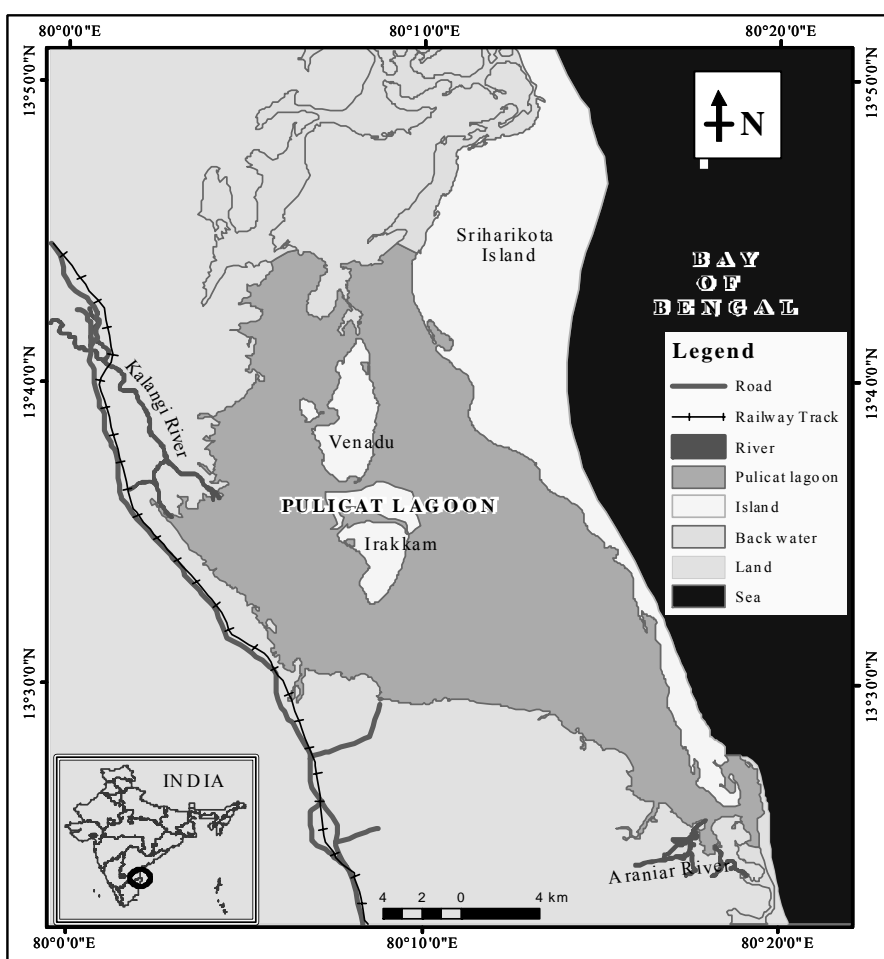 80°0'0"E 80°10'0"E 80°20'0"E
13°50'0"N 13°50'0"N
N
Sriharikota
Island
BAY
OF
BENGAL
Legend
Road
Railway Track
River
Pulicat lagoon
Island
Back water
Land
Sea
13°40'0"N 13°40'0"N
Kalangi River
Venadu
PULICAT LAGOON
Irakkam
13°30'0"N 13°30'0"N
INDIA
Araniar River
4 2 0 4 km
80°0'0"E 80°10'0"E 80°20'0"E